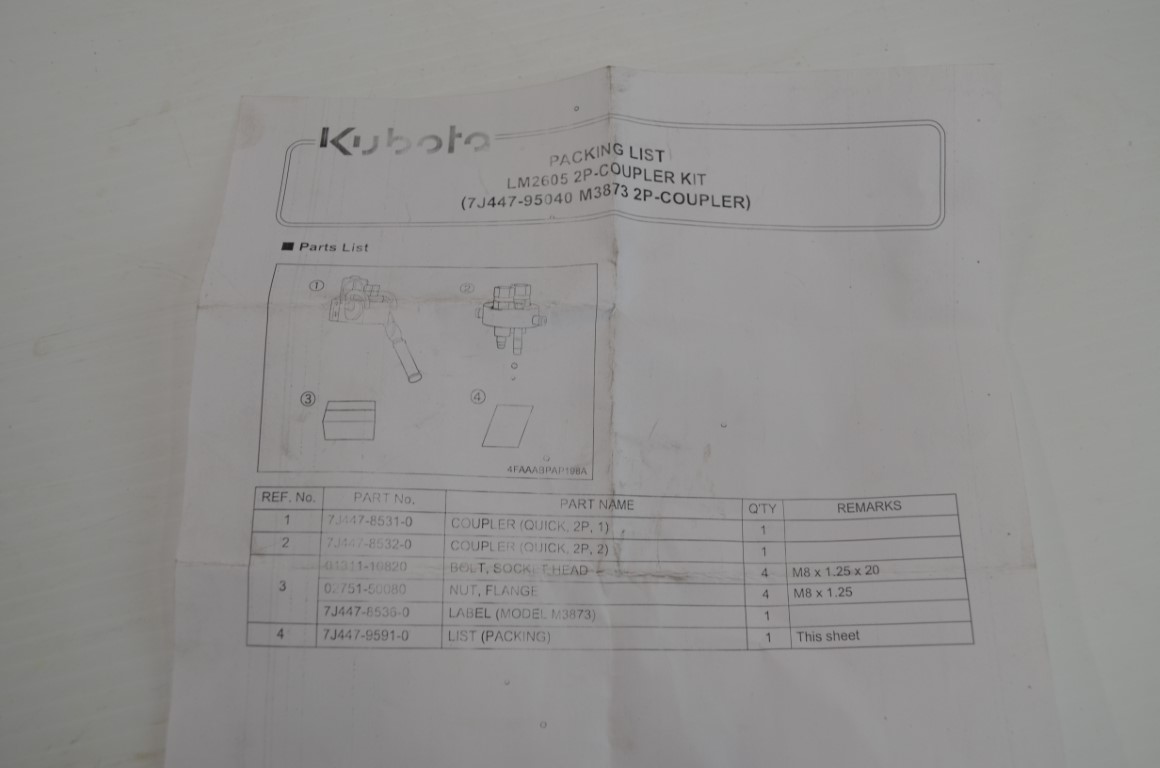 Kubota
PACKING LIST
LM2605 2P-COUPLER KIT
(7J447-95040 M3873 2P-COUPLER)
■ Parts List
① ②
③ ④
4FAAABPAP198A
REF. No. PART No. PART NAME Q'TY REMARKS
1 7J447-8531-0 COUPLER (QUICK, 2P, 1) 1
2 7J447-8532-0 COUPLER (QUICK, 2P, 2) 1
3 01311-10820 BOLT, SOCKET HEAD 4 M8 x 1.25 x 20
02751-50080 NUT, FLANGE 4 M8 x 1.25
7J447-8536-0 LABEL (MODEL M3873) 1
4 7J447-9591-0 LIST (PACKING) 1 This sheet